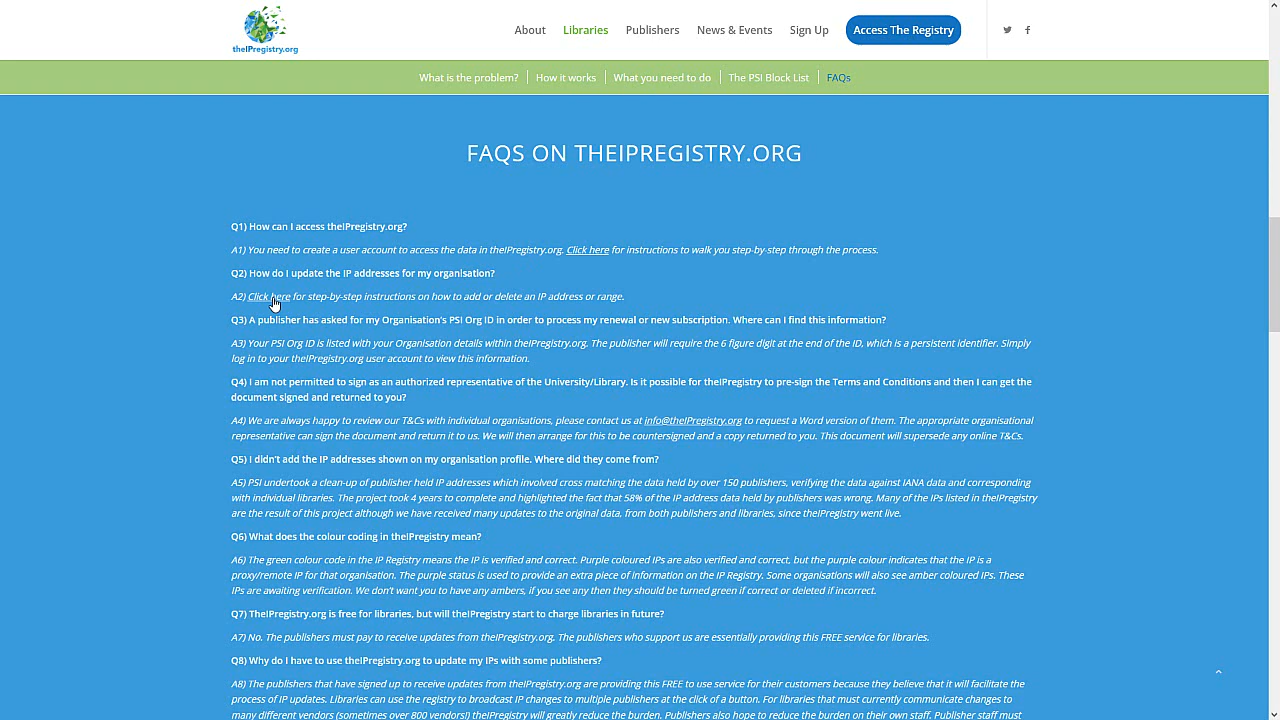 theIPregistry.org
About Libraries Publishers News & Events Sign Up Access The Registry
What is the problem? How it works What you need to do The PSI Block List FAQs
FAQS ON THEIPREGISTRY.ORG
Q1) How can I access theIPregistry.org?
A1) You need to create a user account to access the data in theIPregistry.org. Click here for instructions to walk you step-by-step through the process.
Q2) How do I update the IP addresses for my organisation?
A2) Click here for step-by-step instructions on how to add or delete an IP address or range.
Q3) A publisher has asked for my Organisation's PSI Org ID in order to process my renewal or new subscription. Where can I find this information?
A3) Your PSI Org ID is listed with your Organisation details within theIPregistry.org. The publisher will require the 6 figure digit at the end of the ID, which is a persistent identifier. Simply
log in to your theIPregistry.org user account to view this information.
Q4) I am not permitted to sign as an authorized representative of the University/Library. Is it possible for theIPregistry to pre-sign the Terms and Conditions and then I can get the
document signed and returned to you?
A4) We are always happy to review our T&Cs with individual organisations, please contact us at info@theIPregistry.org to request a Word version of them. The appropriate organisational
representative can sign the document and return it to us. We will then arrange for this to be countersigned and a copy returned to you. This document will supersede any online T&Cs.
Q5) I didn't add the IP addresses shown on my organisation profile. Where did they come from?
A5) PSI undertook a clean-up of publisher held IP addresses which involved cross matching the data held by over 150 publishers, verifying the data against IANA data and corresponding
with individual libraries. The project took 4 years to complete and highlighted the fact that 58% of the IP address data held by publishers was wrong. Many of the IPs listed in theIPregistry
are the result of this project although we have received many updates to the original data, from both publishers and libraries, since theIPregistry went live.
Q6) What does the colour coding in theIPregistry mean?
A6) The green colour code in the IP Registry means the IP is verified and correct. Purple coloured IPs are also verified and correct, but the purple colour indicates that the IP is a
proxy/remote IP for that organisation. The purple status is used to provide an extra piece of information on the IP Registry. Some organisations will also see amber coloured IPs. These
IPs are awaiting verification. We don't want you to have any ambers, if you see any then they should be turned green if correct or deleted if incorrect.
Q7) TheIPregistry.org is free for libraries, but will theIPregistry start to charge libraries in future?
A7) No. The publishers must pay to receive updates from theIPregistry.org. The publishers who support us are essentially providing this FREE service for libraries.
Q8) Why do I have to use theIPregistry.org to update my IPs with some publishers?
A8) The publishers that have signed up to receive updates from theIPregistry.org are providing this FREE to use service for their customers because they believe that it will facilitate the
process of IP updates. Libraries can use the registry to broadcast IP changes to multiple publishers at the click of a button. For libraries that must currently communicate changes to
many different vendors (sometimes over 800 vendors!) theIPregistry will greatly reduce the burden. Publishers also hope to reduce the burden on their own staff. Publisher staff must